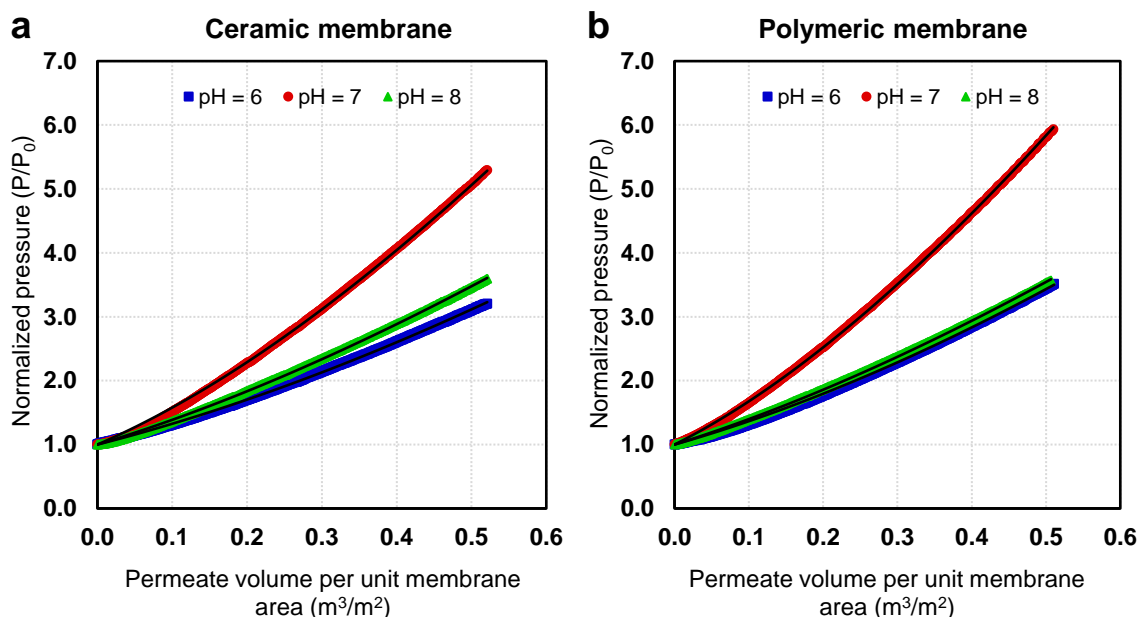 a
Ceramic membrane
7.0
6.0
5.0
4.0
3.0
2.0
1.0
0.0
pH = 6 pH = 7 pH = 8
Normalized pressure (P/P₀)
0.0 0.1 0.2 0.3 0.4 0.5 0.6
Permeate volume per unit membrane
area (m³/m²)
b
Polymeric membrane
7.0
6.0
5.0
4.0
3.0
2.0
1.0
0.0
pH = 6 pH = 7 pH = 8
Normalized pressure (P/P₀)
0.0 0.1 0.2 0.3 0.4 0.5 0.6
Permeate volume per unit membrane
area (m³/m²)